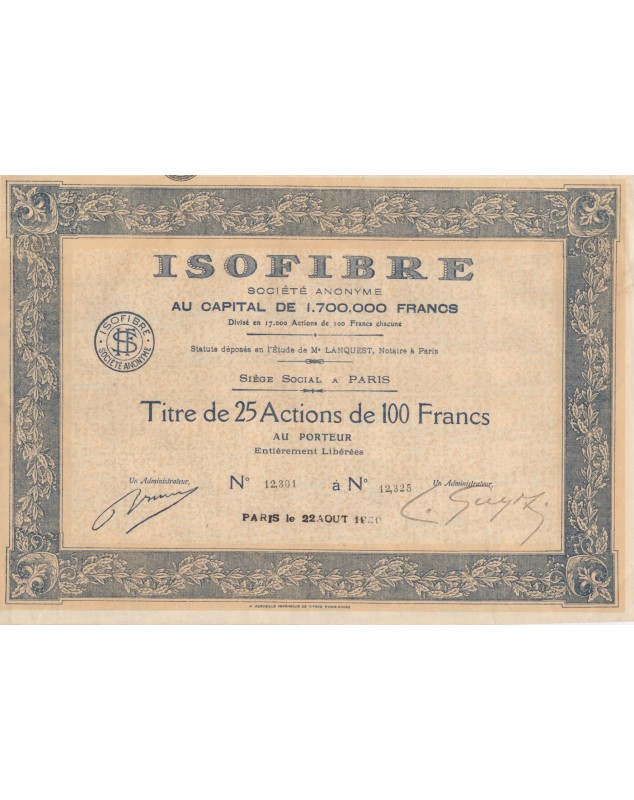 ISOFIBRE
SOCIÉTÉ ANONYME
AU CAPITAL DE 1.700.000 FRANCS
Divisé en 17.000 Actions de 100 Francs chacune
ISOFIBRE
SOCIÉTÉ ANONYME
Statuts déposés en l'Étude de Me LANQUEST, Notaire à Paris
SIÈGE SOCIAL A PARIS
Titre de 25 Actions de 100 Francs
AU PORTEUR
Entièrement Libérées
Un Administrateur, N° 12,301 á N° 12,325 Un Administrateur,
PARIS le 22 AOUT